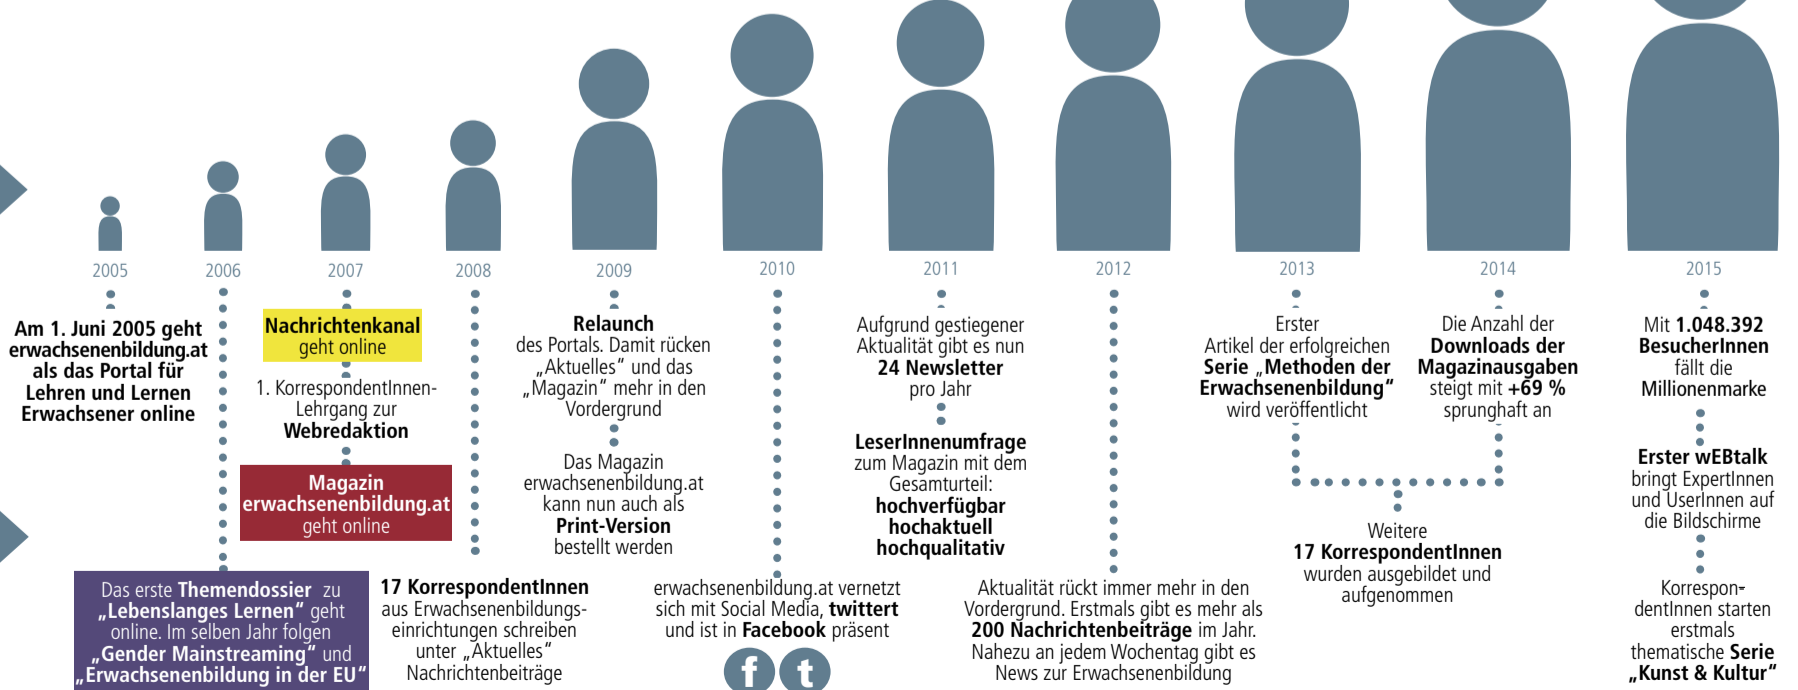 2005
2006
2007
2008
2009
2010
2011
2012
2013
2014
2015
Am 1. Juni 2005 geht
erwachsenenbildung.at
als das Portal für
Lehren und Lernen
Erwachsener online
Das erste Themendossier zu
„Lebenslanges Lernen“ geht
online. Im selben Jahr folgen
„Gender Mainstreaming“ und
„Erwachsenenbildung in der EU“
Nachrichtenkanal
geht online
1. KorrespondentInnen-
Lehrgang zur
Webredaktion
Magazin
erwachsenenbildung.at
geht online
17 KorrespondentInnen
aus Erwachsenenbildungs-
einrichtungen schreiben
unter „Aktuelles“
Nachrichtenbeiträge
Relaunch
des Portals. Damit rücken
„Aktuelles“ und das
„Magazin“ mehr in den
Vordergrund
Das Magazin
erwachsenenbildung.at
kann nun auch als
Print-Version
bestellt werden
erwachsenenbildung.at vernetzt
sich mit Social Media, twittert
und ist in Facebook präsent
f t
Aufgrund gestiegener
Aktualität gibt es nun
24 Newsletter
pro Jahr
LeserInnenumfrage
zum Magazin mit dem
Gesamturteil:
hochverfügbar
hochaktuell
hochqualitativ
Aktualität rückt immer mehr in den
Vordergrund. Erstmals gibt es mehr als
200 Nachrichtenbeiträge im Jahr.
Nahezu an jedem Wochentag gibt es
News zur Erwachsenenbildung
Erster
Artikel der erfolgreichen
Serie „Methoden der
Erwachsenenbildung“
wird veröffentlicht
Die Anzahl der
Downloads der
Magazinausgaben
steigt mit +69 %
sprunghaft an
Weitere
17 KorrespondentInnen
wurden ausgebildet und
aufgenommen
Mit 1.048.392
BesucherInnen
fällt die
Millionenmarke
Erster wEBtalk
bringt ExpertInnen
und UserInnen auf
die Bildschirme
Korrespon-
dentInnen starten
erstmals
thematische Serie
„Kunst & Kultur“